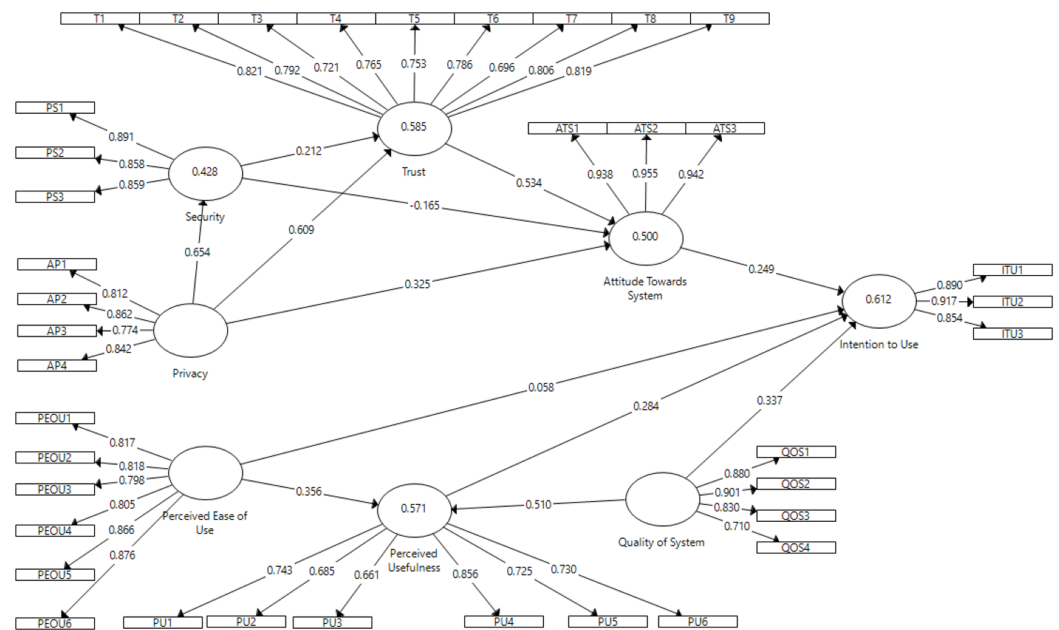 T1 T2 T3 T4 T5 T6 T7 T8 T9
0.821 0.792 0.721 0.765 0.753 0.786 0.696 0.806 0.819
PS1
PS2
PS3
0.891
0.858
0.859
0.428
Security
0.212
0.585
Trust
ATS1 ATS2 ATS3
0.938 0.955 0.942
0.534
-0.165
0.654
0.609
0.500
Attitude Towards
System
0.325
0.249
AP1
AP2
AP3
AP4
0.812
0.862
0.774
0.842
Privacy
0.612
Intention to Use
0.890
0.917
0.854
ITU1
ITU2
ITU3
0.058
0.284
0.337
PEOU1
PEOU2
PEOU3
PEOU4
PEOU5
PEOU6
0.817
0.818
0.798
0.805
0.866
0.876
Perceived Ease of
Use
0.356
0.571
Perceived
Usefulness
0.510
Quality of System
0.880
0.901
0.830
0.710
QOS1
QOS2
QOS3
QOS4
0.743 0.685 0.661 0.856 0.725 0.730
PU1 PU2 PU3 PU4 PU5 PU6